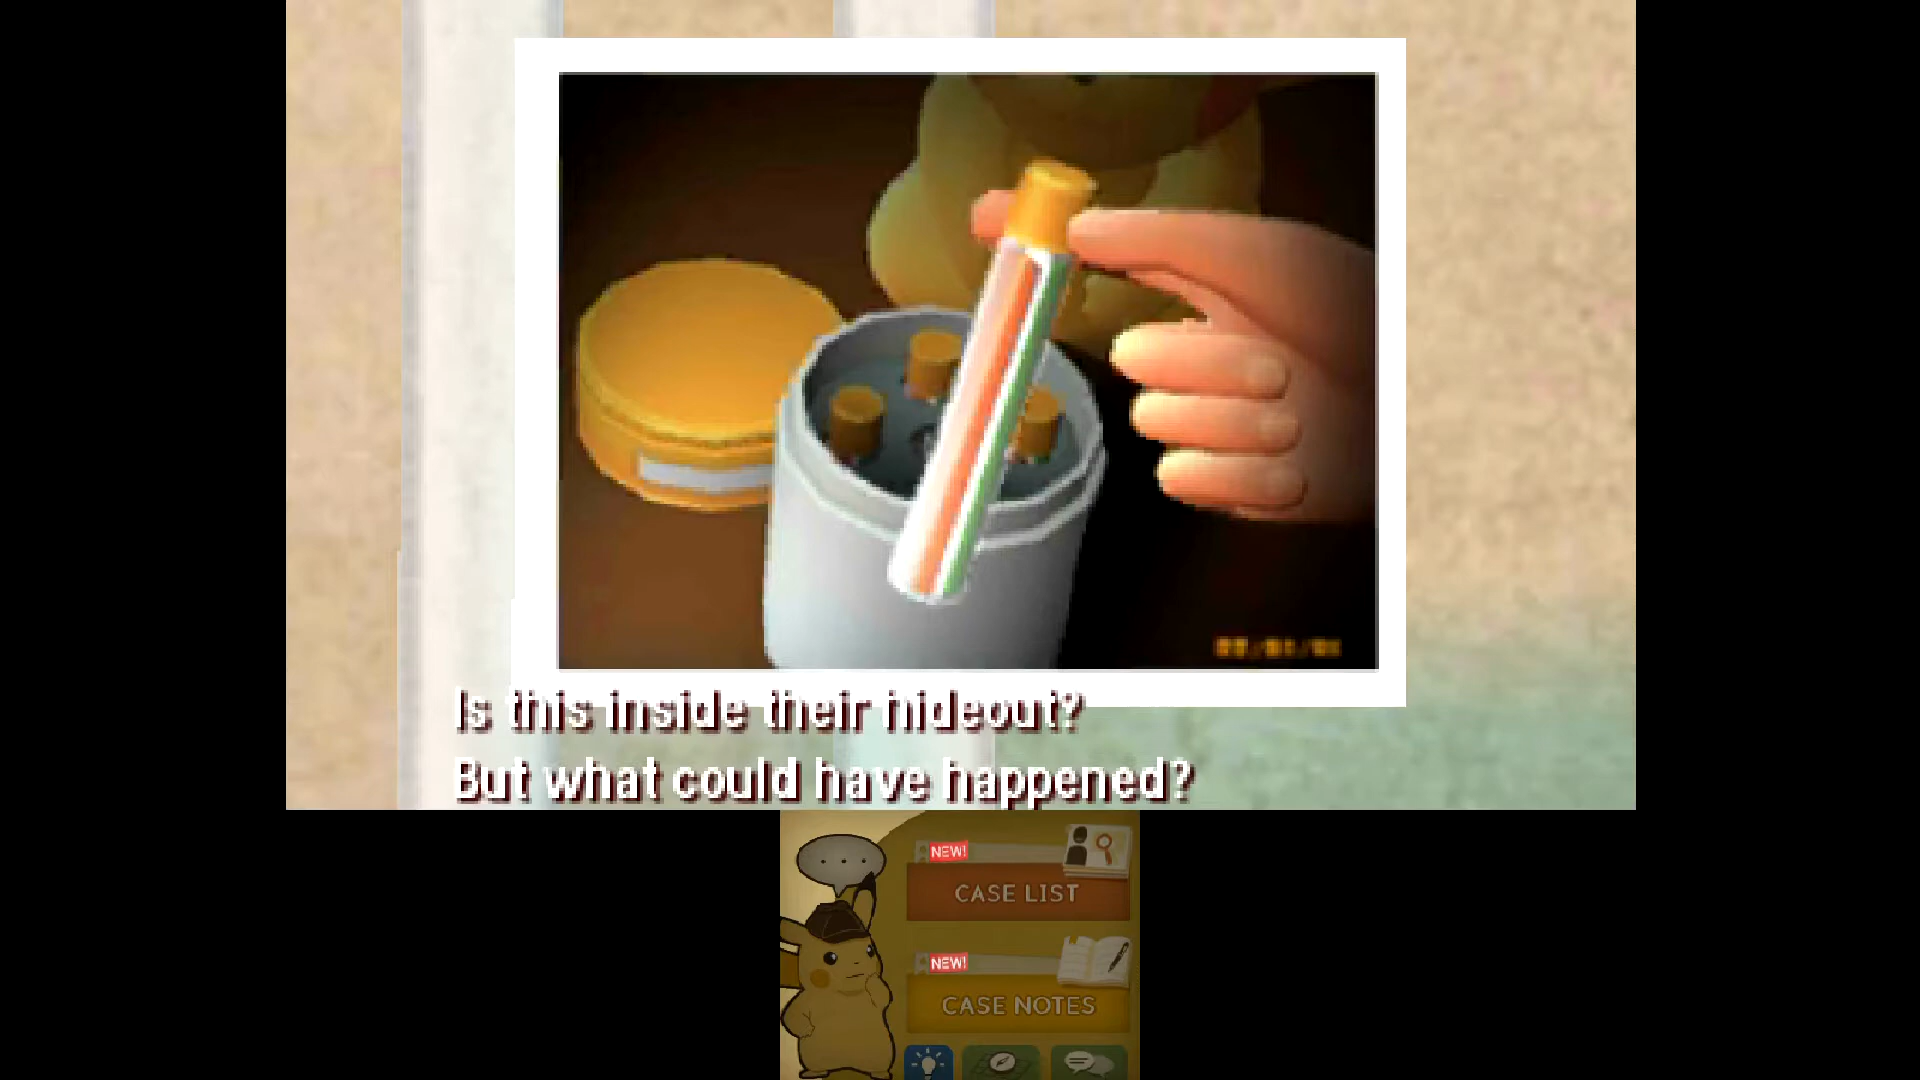 Is this inside their hideout?
But what could have happened?
NEW!
CASE LIST
NEW!
CASE NOTES